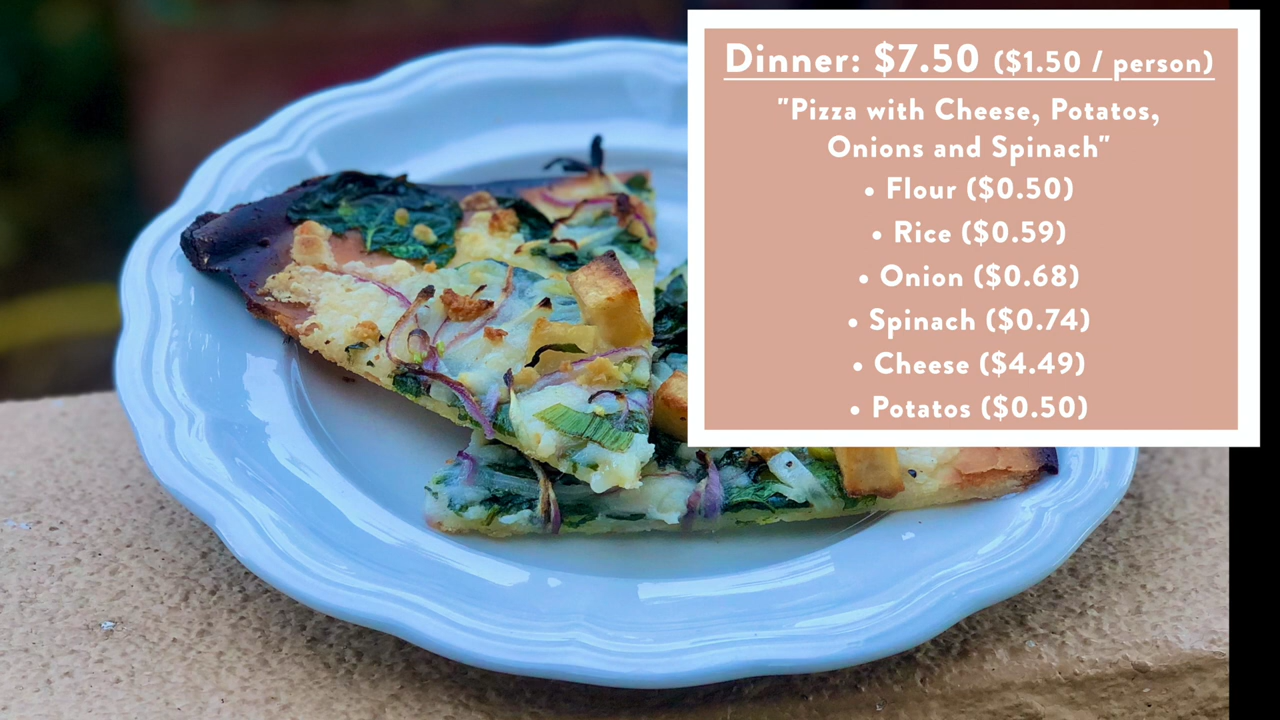 Dinner: $7.50 ($1.50 / person)
"Pizza with Cheese, Potatos,
Onions and Spinach"
• Flour ($0.50)
• Rice ($0.59)
• Onion ($0.68)
• Spinach ($0.74)
• Cheese ($4.49)
• Potatos ($0.50)